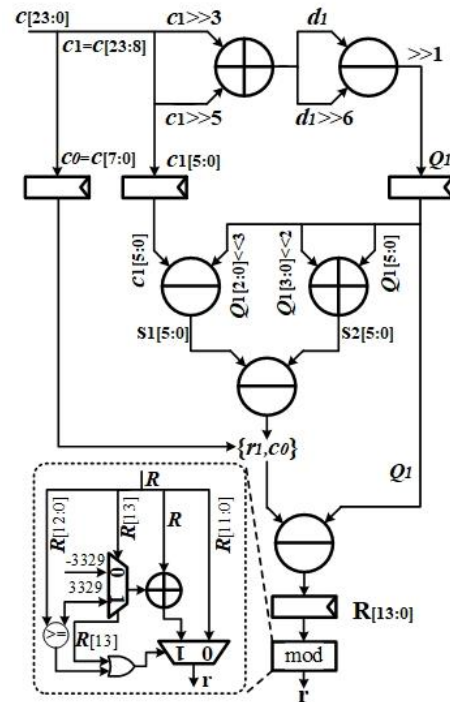 C[23:0]
c1>>3
c1=c[23:8]
d1
>>1
c1>>5
d1>>6
c0=c[7:0]
c1[5:0]
Q1
c1[5:0]
Q1[2:0]<<3
Q1[3:0]<<2
Q1[5:0]
S1[5:0]
S2[5:0]
{r1,c0}
Q1
R
R[12:0]
R[13]
R
R[11:0]
-3329
0
3329
1
R[13]
R[13:0]
>=
1
0
mod
r
r